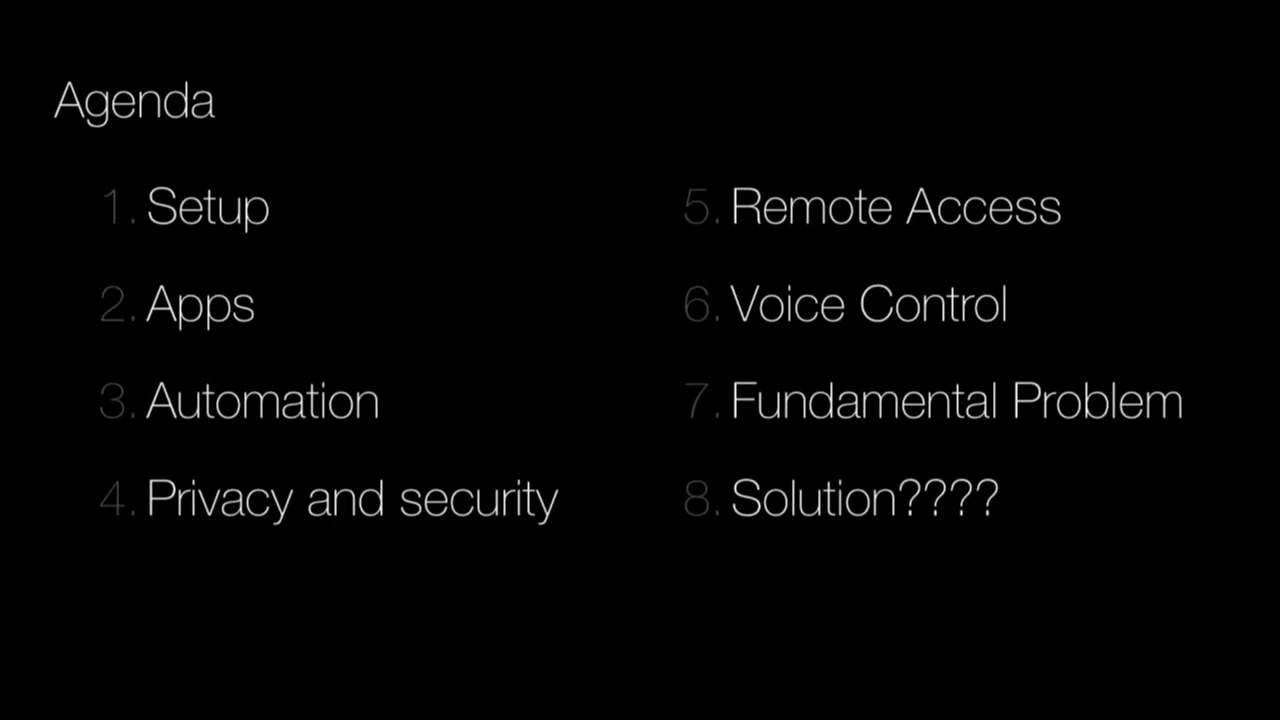 Agenda
1. Setup
2. Apps
3. Automation
4. Privacy and security
5. Remote Access
6. Voice Control
7. Fundamental Problem
8. Solution????